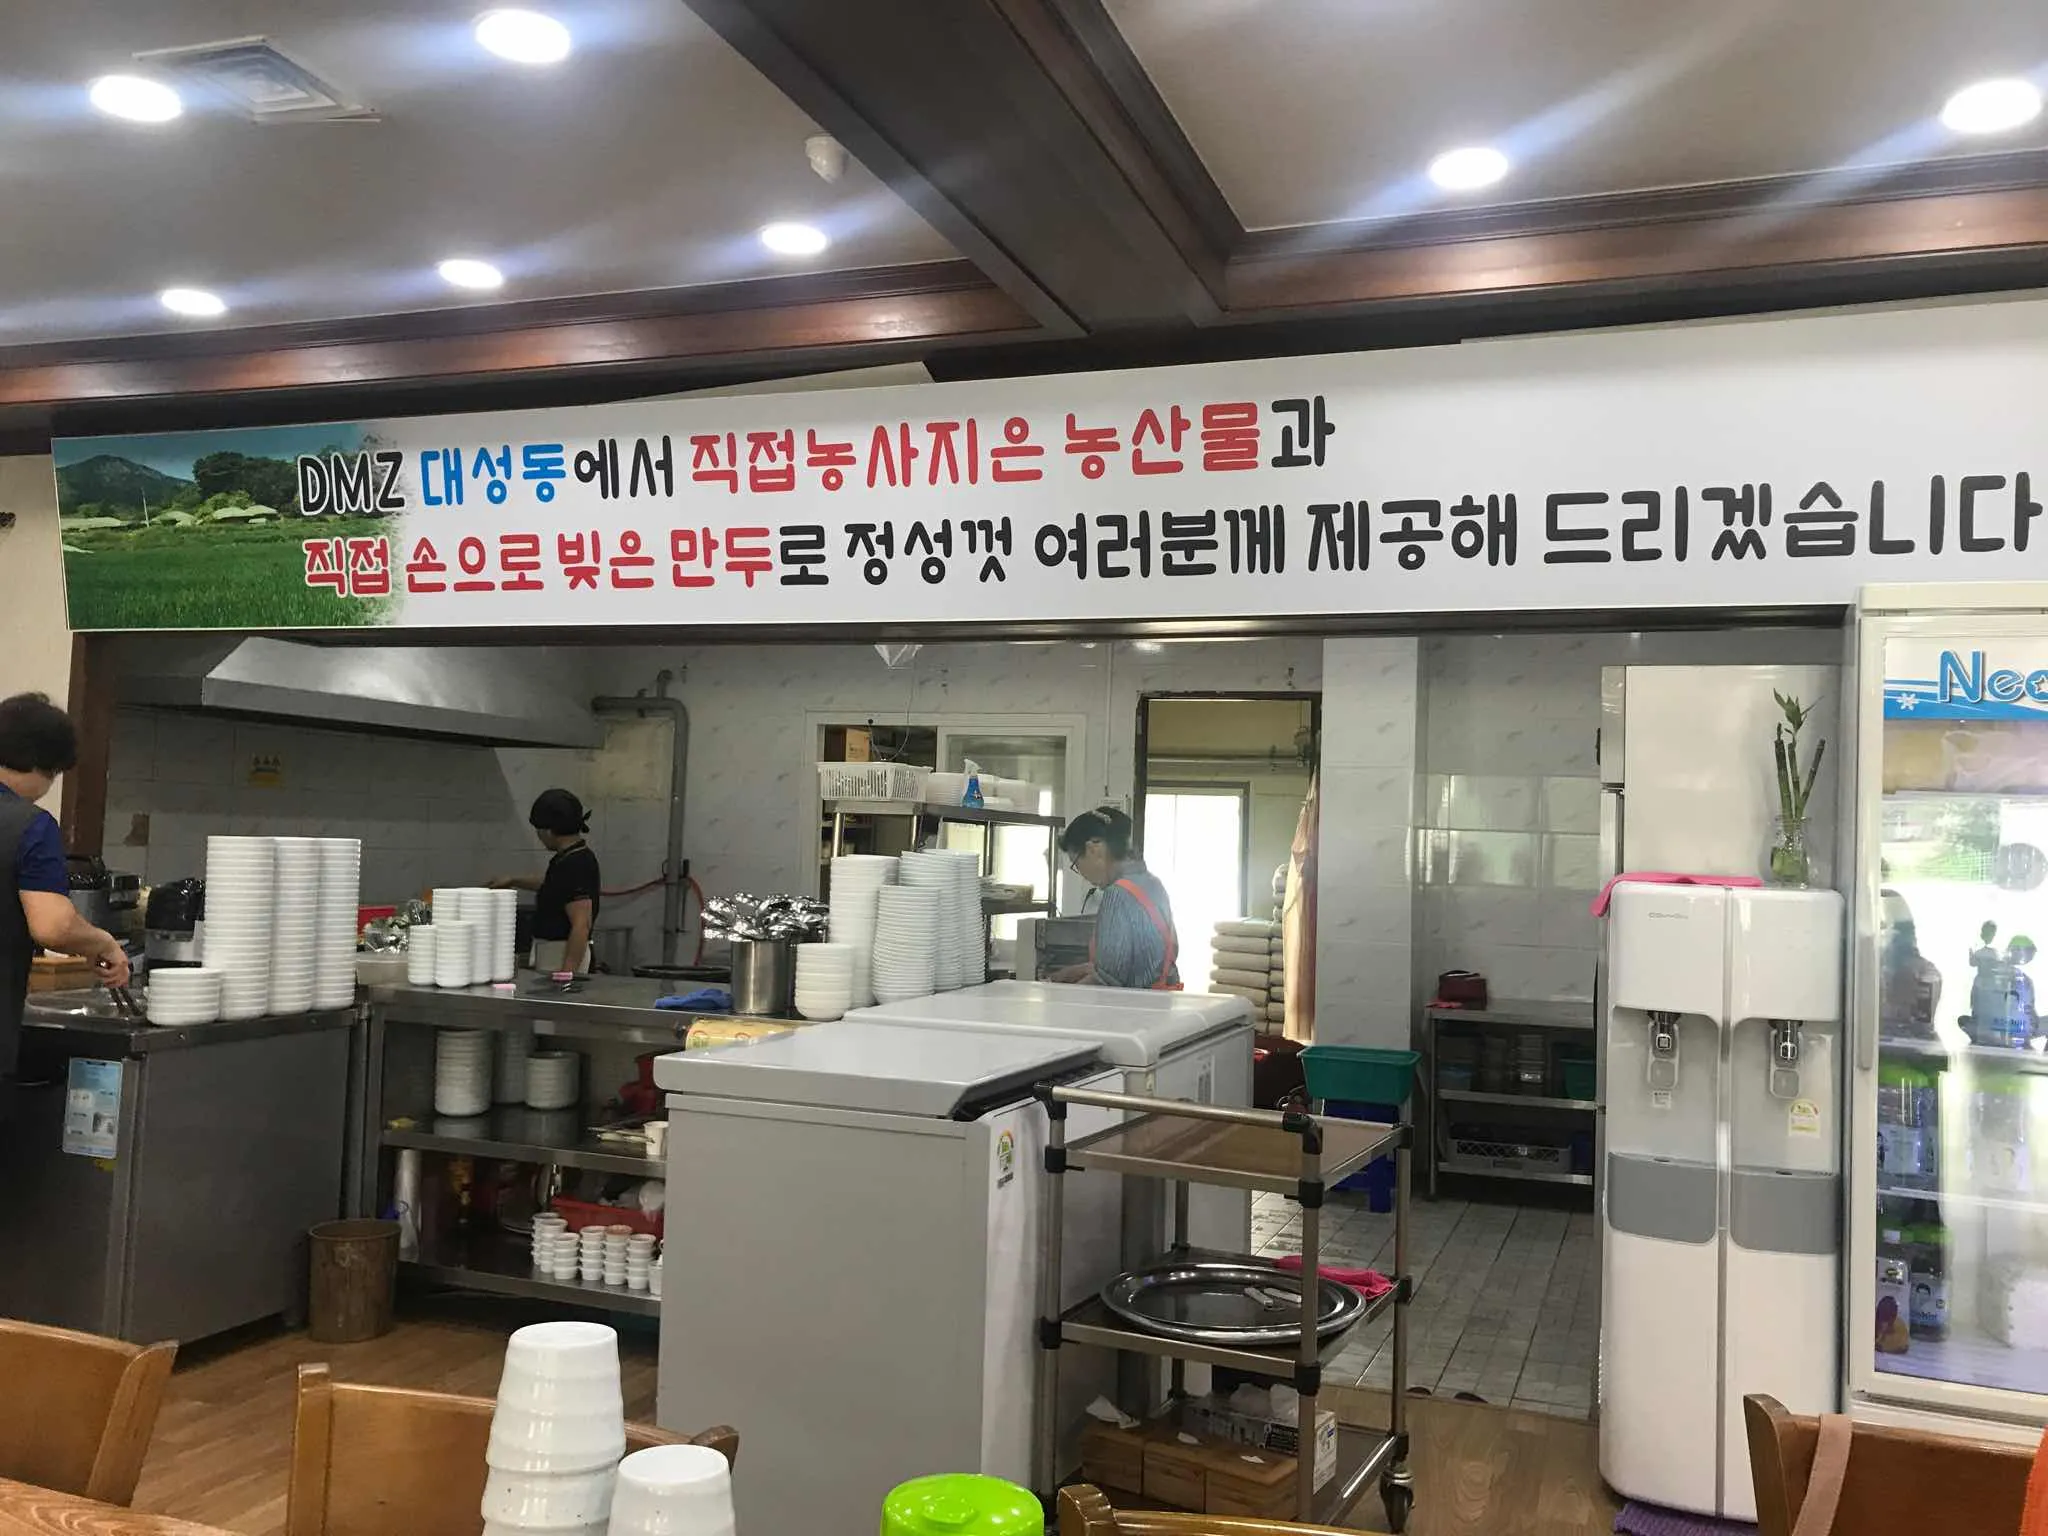 DMZ 대성동에서 직접농사지은 농산물과
직접 손으로 빚은 만두로 정성껏 여러분께 제공해 드리겠습니다
Neo
COWAY